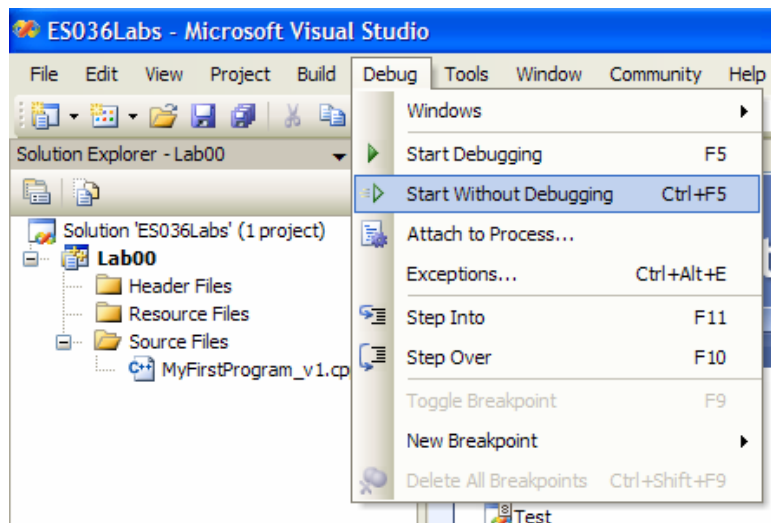 ES036Labs - Microsoft Visual Studio
File Edit View Project Build Debug Tools Window Community Help
Solution Explorer - Lab00
Solution 'ES036Labs' (1 project)
Lab00
Header Files
Resource Files
Source Files
MyFirstProgram_v1.cp
Windows
Start Debugging F5
Start Without Debugging Ctrl+F5
Attach to Process...
Exceptions... Ctrl+Alt+E
Step Into F11
Step Over F10
Toggle Breakpoint F9
New Breakpoint
Delete All Breakpoints Ctrl+Shift+F9
Test